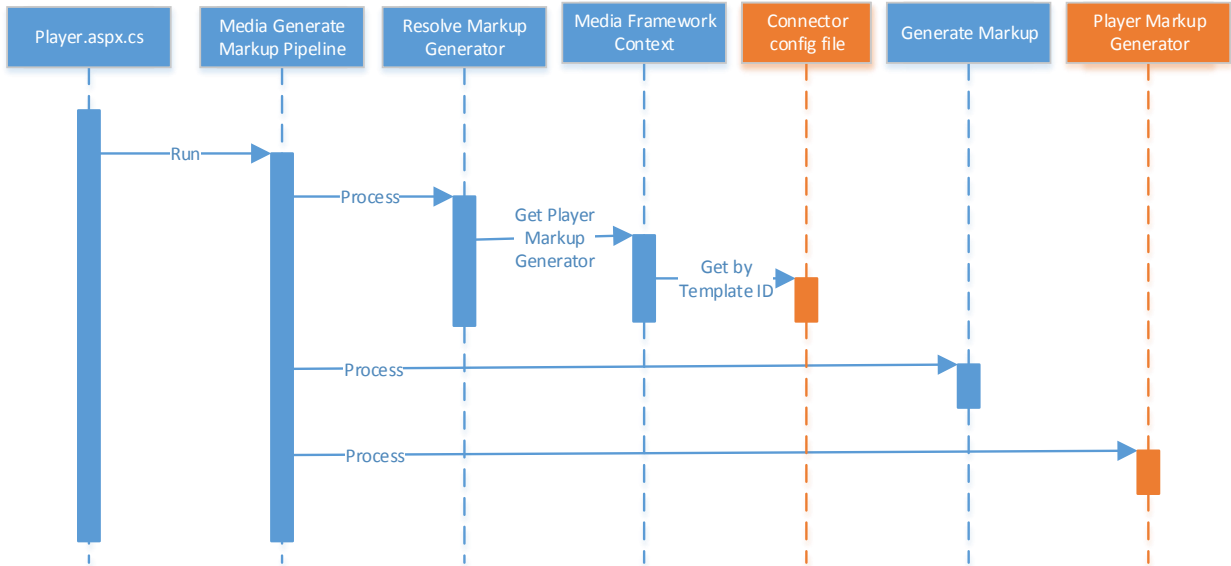 Player.aspx.cs
Media Generate
Markup Pipeline
Resolve Markup
Generator
Media Framework
Context
Connector
config file
Generate Markup
Player Markup
Generator
Run
Process
Get Player
Markup
Generator
Get by
Template ID
Process
Process